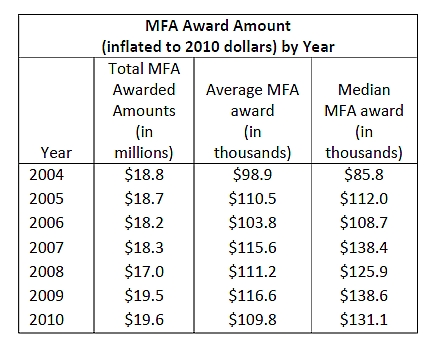 MFA Award Amount
(inflated to 2010 dollars) by Year
Year Total MFA Awarded Amounts (in millions) Average MFA award (in thousands) Median MFA award (in thousands)
2004 $18.8 $98.9 $85.8
2005 $18.7 $110.5 $112.0
2006 $18.2 $103.8 $108.7
2007 $18.3 $115.6 $138.4
2008 $17.0 $111.2 $125.9
2009 $19.5 $116.6 $138.6
2010 $19.6 $109.8 $131.1